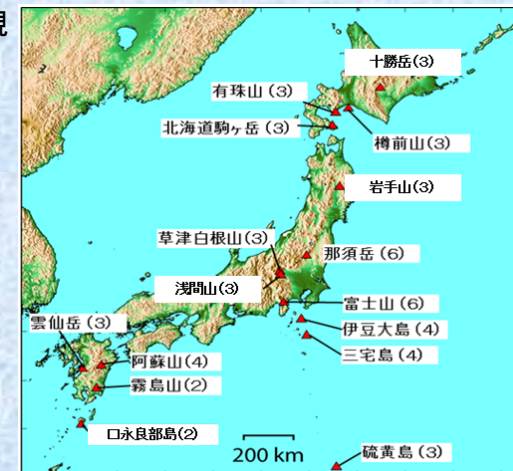 視
十勝岳(3)
有珠山(3)
北海道駒ヶ岳(3)
樽前山(3)
岩手山(3)
草津白根山(3)
那須岳(6)
浅間山(3)
富士山(6)
雲仙岳(3)
伊豆大島(4)
三宅島(4)
阿蘇山(4)
霧島山(2)
口永良部島(2)
200 km
硫黄島(3)